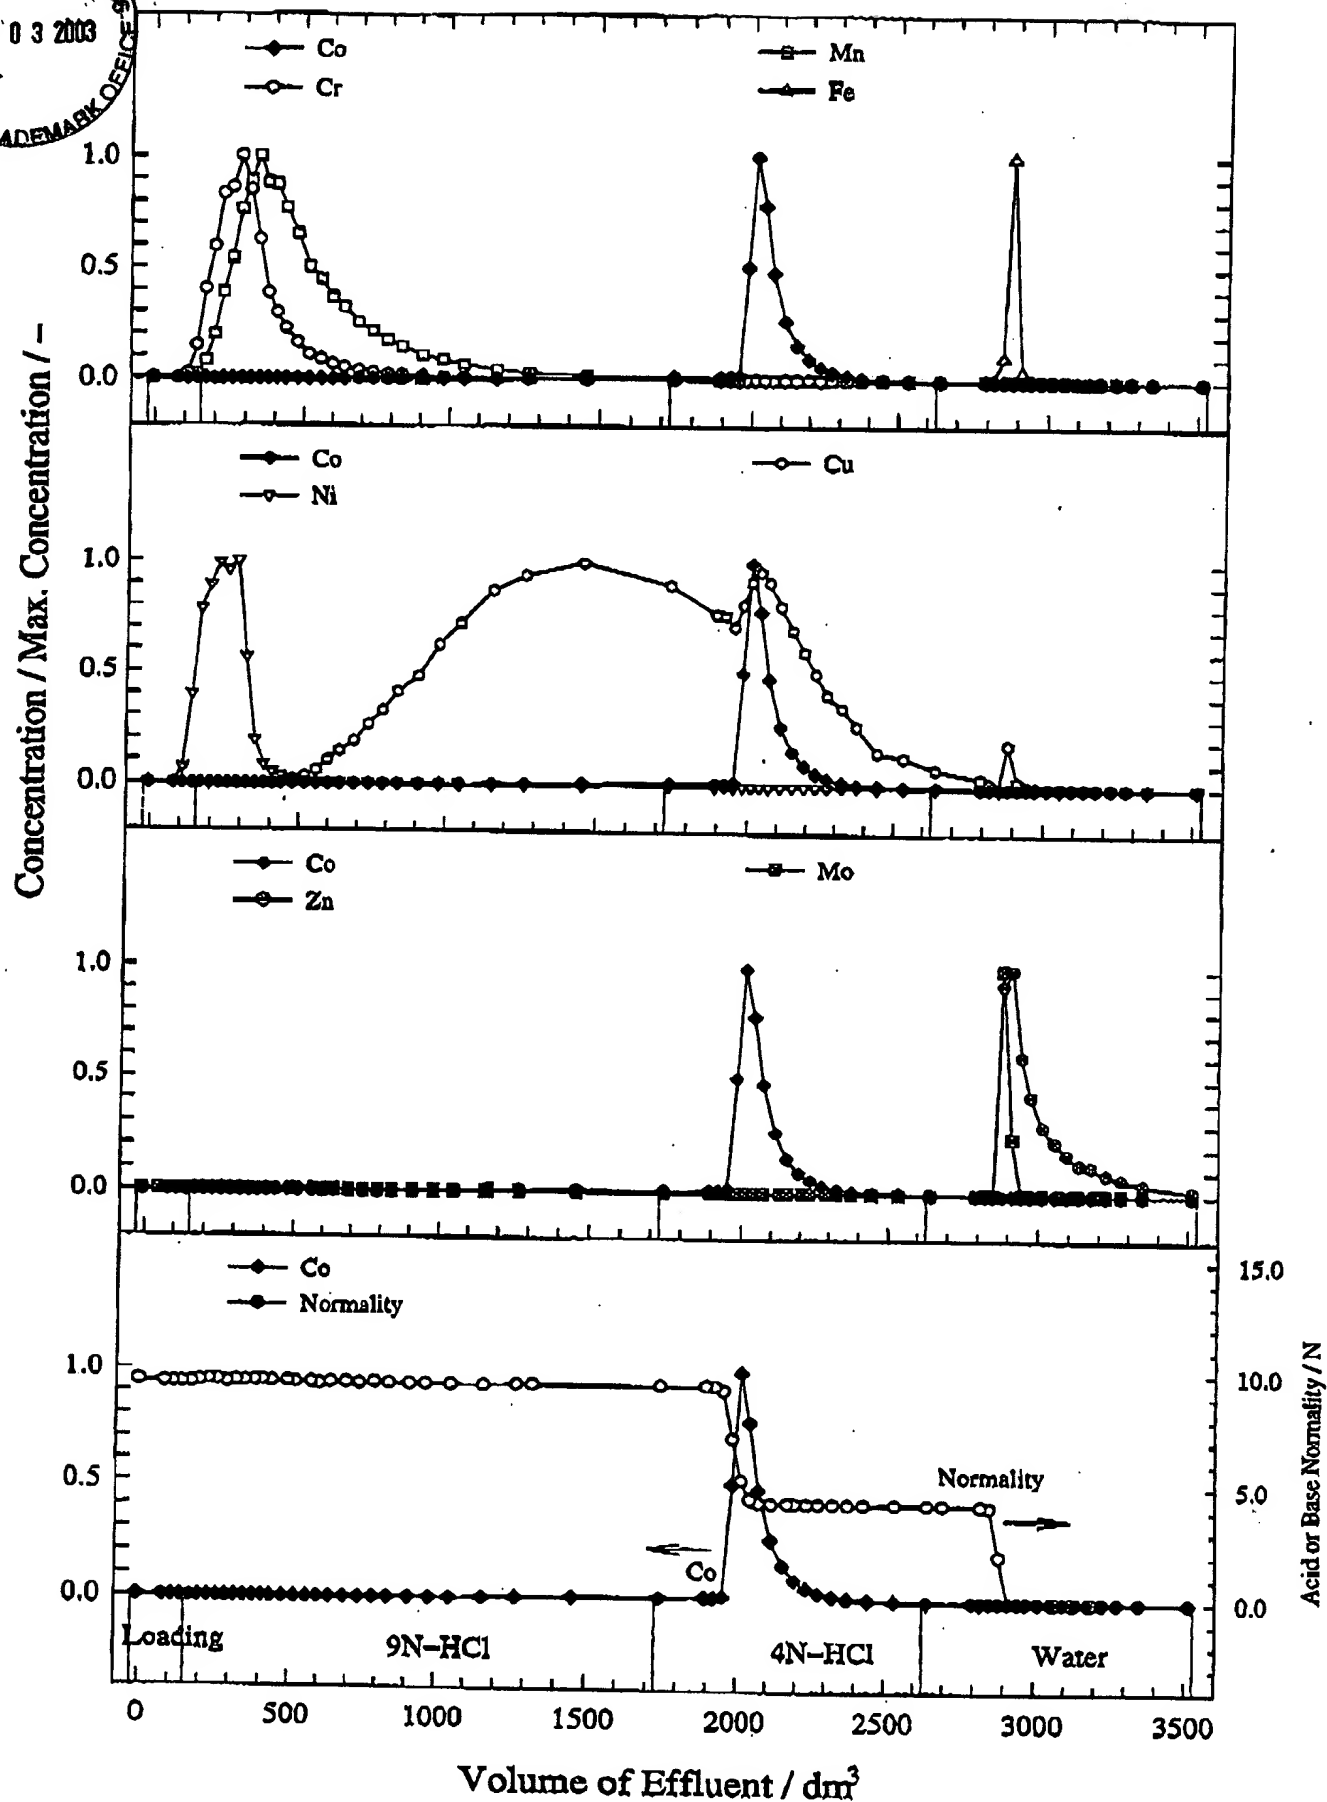 0 3 2003
ADEMARK OFFICE
Co
Cr
Mn
Fe
1.0
0.5
0.0
Co
Ni
Cu
1.0
0.5
0.0
Co
Zn
Mo
1.0
0.5
0.0
Co
Normality
1.0
0.5
0.0
15.0
10.0
5.0
0.0
Normality
Co
Loading
9N-HCl
4N-HCl
Water
0 500 1000 1500 2000 2500 3000 3500
Volume of Effluent / dm³
Concentration / Max. Concentration / –
Acid or Base Normality / N